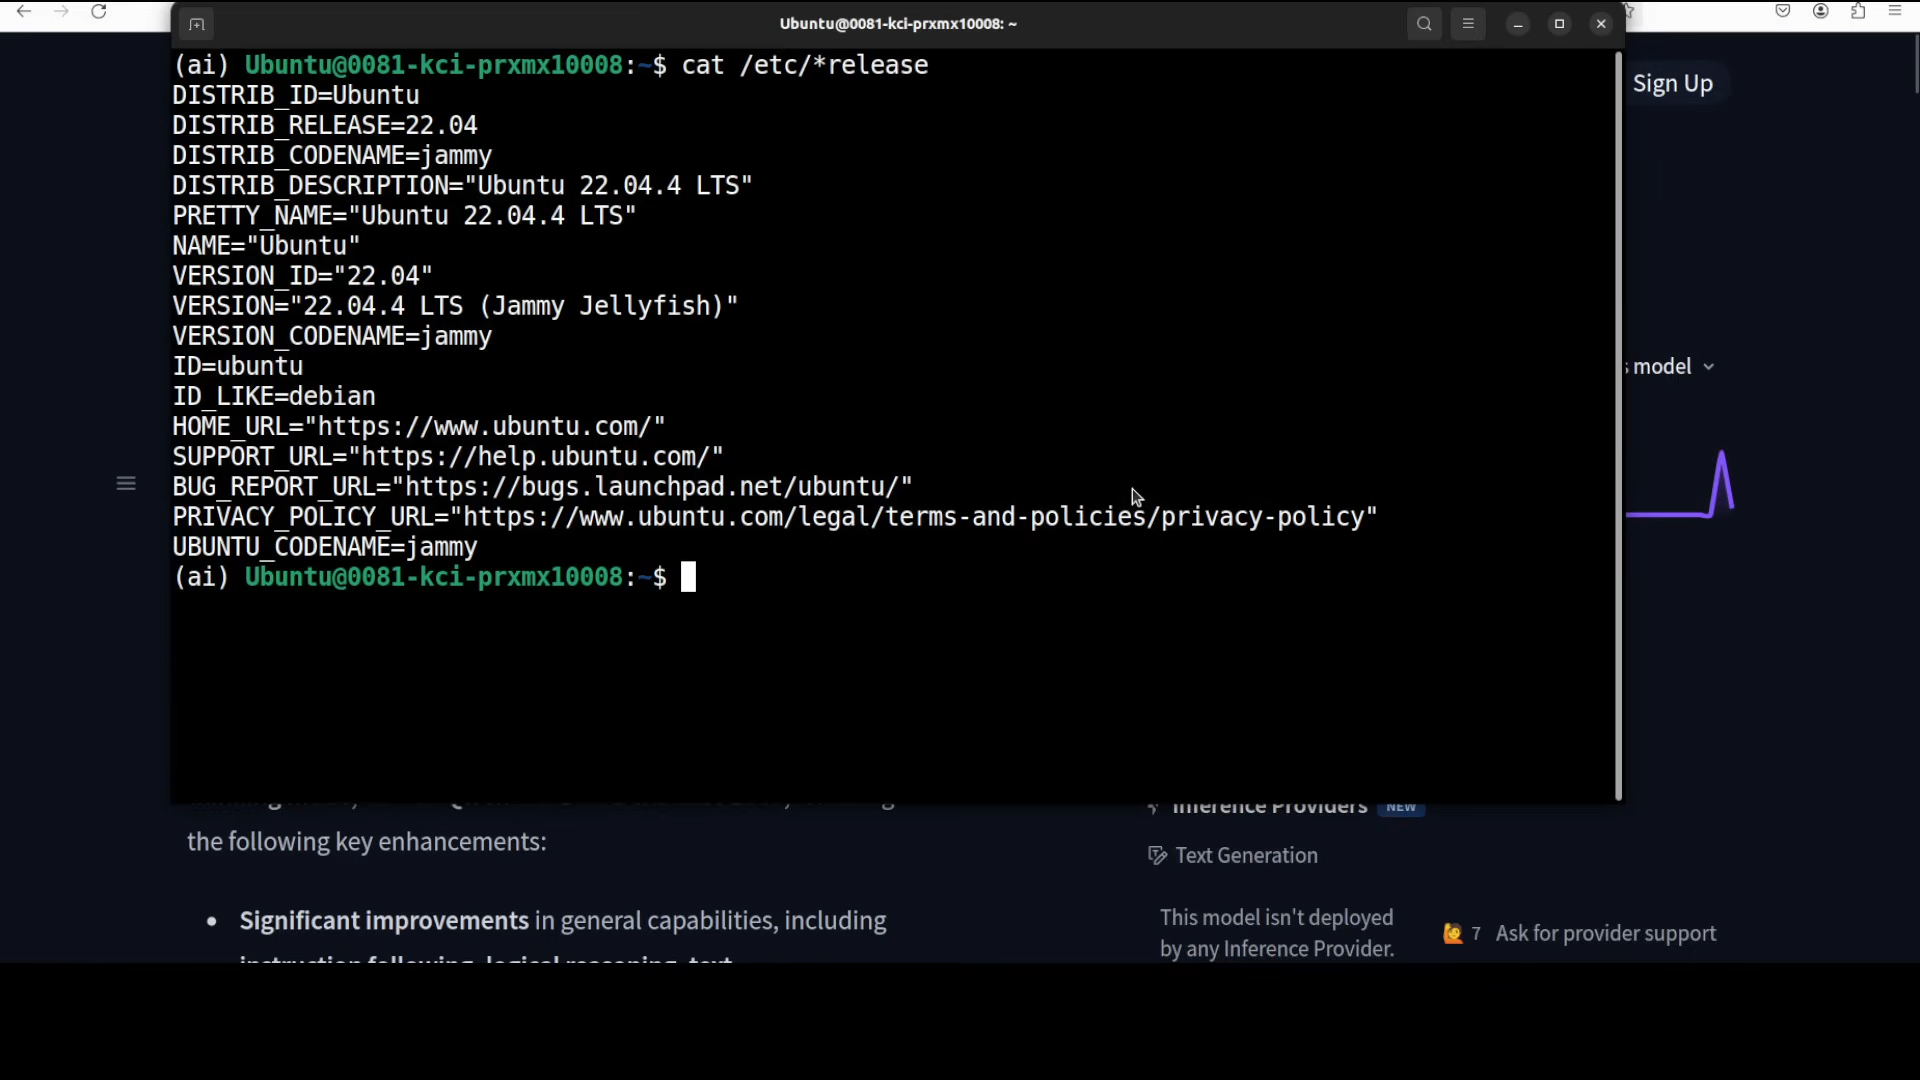 Ubuntu@0081-kci-prxmx10008: ~
(ai) Ubuntu@0081-kci-prxmx10008:~$ cat /etc/*release
DISTRIB_ID=Ubuntu
DISTRIB_RELEASE=22.04
DISTRIB_CODENAME=jammy
DISTRIB_DESCRIPTION="Ubuntu 22.04.4 LTS"
PRETTY_NAME="Ubuntu 22.04.4 LTS"
NAME="Ubuntu"
VERSION_ID="22.04"
VERSION="22.04.4 LTS (Jammy Jellyfish)"
VERSION_CODENAME=jammy
ID=ubuntu
ID_LIKE=debian
HOME_URL="https://www.ubuntu.com/"
SUPPORT_URL="https://help.ubuntu.com/"
BUG_REPORT_URL="https://bugs.launchpad.net/ubuntu/"
PRIVACY_POLICY_URL="https://www.ubuntu.com/legal/terms-and-policies/privacy-policy"
UBUNTU_CODENAME=jammy
(ai) Ubuntu@0081-kci-prxmx10008:~$
Sign Up
model
the following key enhancements:
Significant improvements in general capabilities, including
instruction following, logical reasoning, text
Inference Providers NEW
Text Generation
This model isn't deployed
by any Inference Provider.
7 Ask for provider support